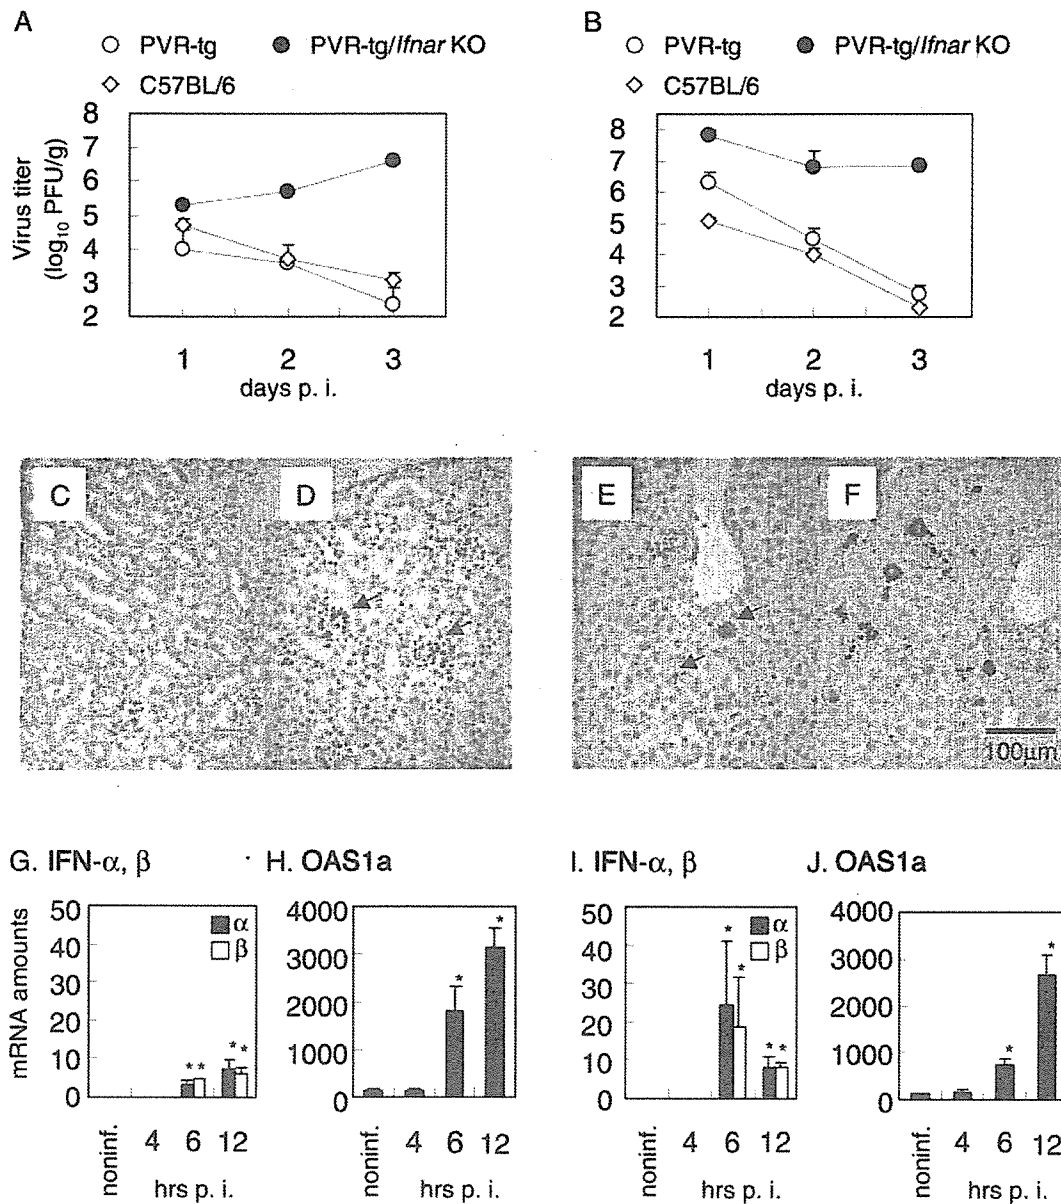 A
○ PVR-tg ● PVR-tg/Ifnar KO
◇ C57BL/6
Virus titer
(log₁₀ PFU/g)
8
7
6
5
4
3
2
1 2 3
days p. i.
B
○ PVR-tg ● PVR-tg/Ifnar KO
◇ C57BL/6
8
7
6
5
4
3
2
1 2 3
days p. i.
C
D
E
F
100μm
G. IFN-α, β
mRNA amounts
50
40
30
20
10
0
α
β
* *
* *
noninf. 4 6 12
hrs p. i.
H. OAS1a
4000
3000
2000
1000
0
*
*
noninf. 4 6 12
hrs p. i.
I. IFN-α, β
50
40
30
20
10
0
α
β
* *
* *
noninf. 4 6 12
hrs p. i.
J. OAS1a
4000
3000
2000
1000
0
*
*
noninf. 4 6 12
hrs p. i.